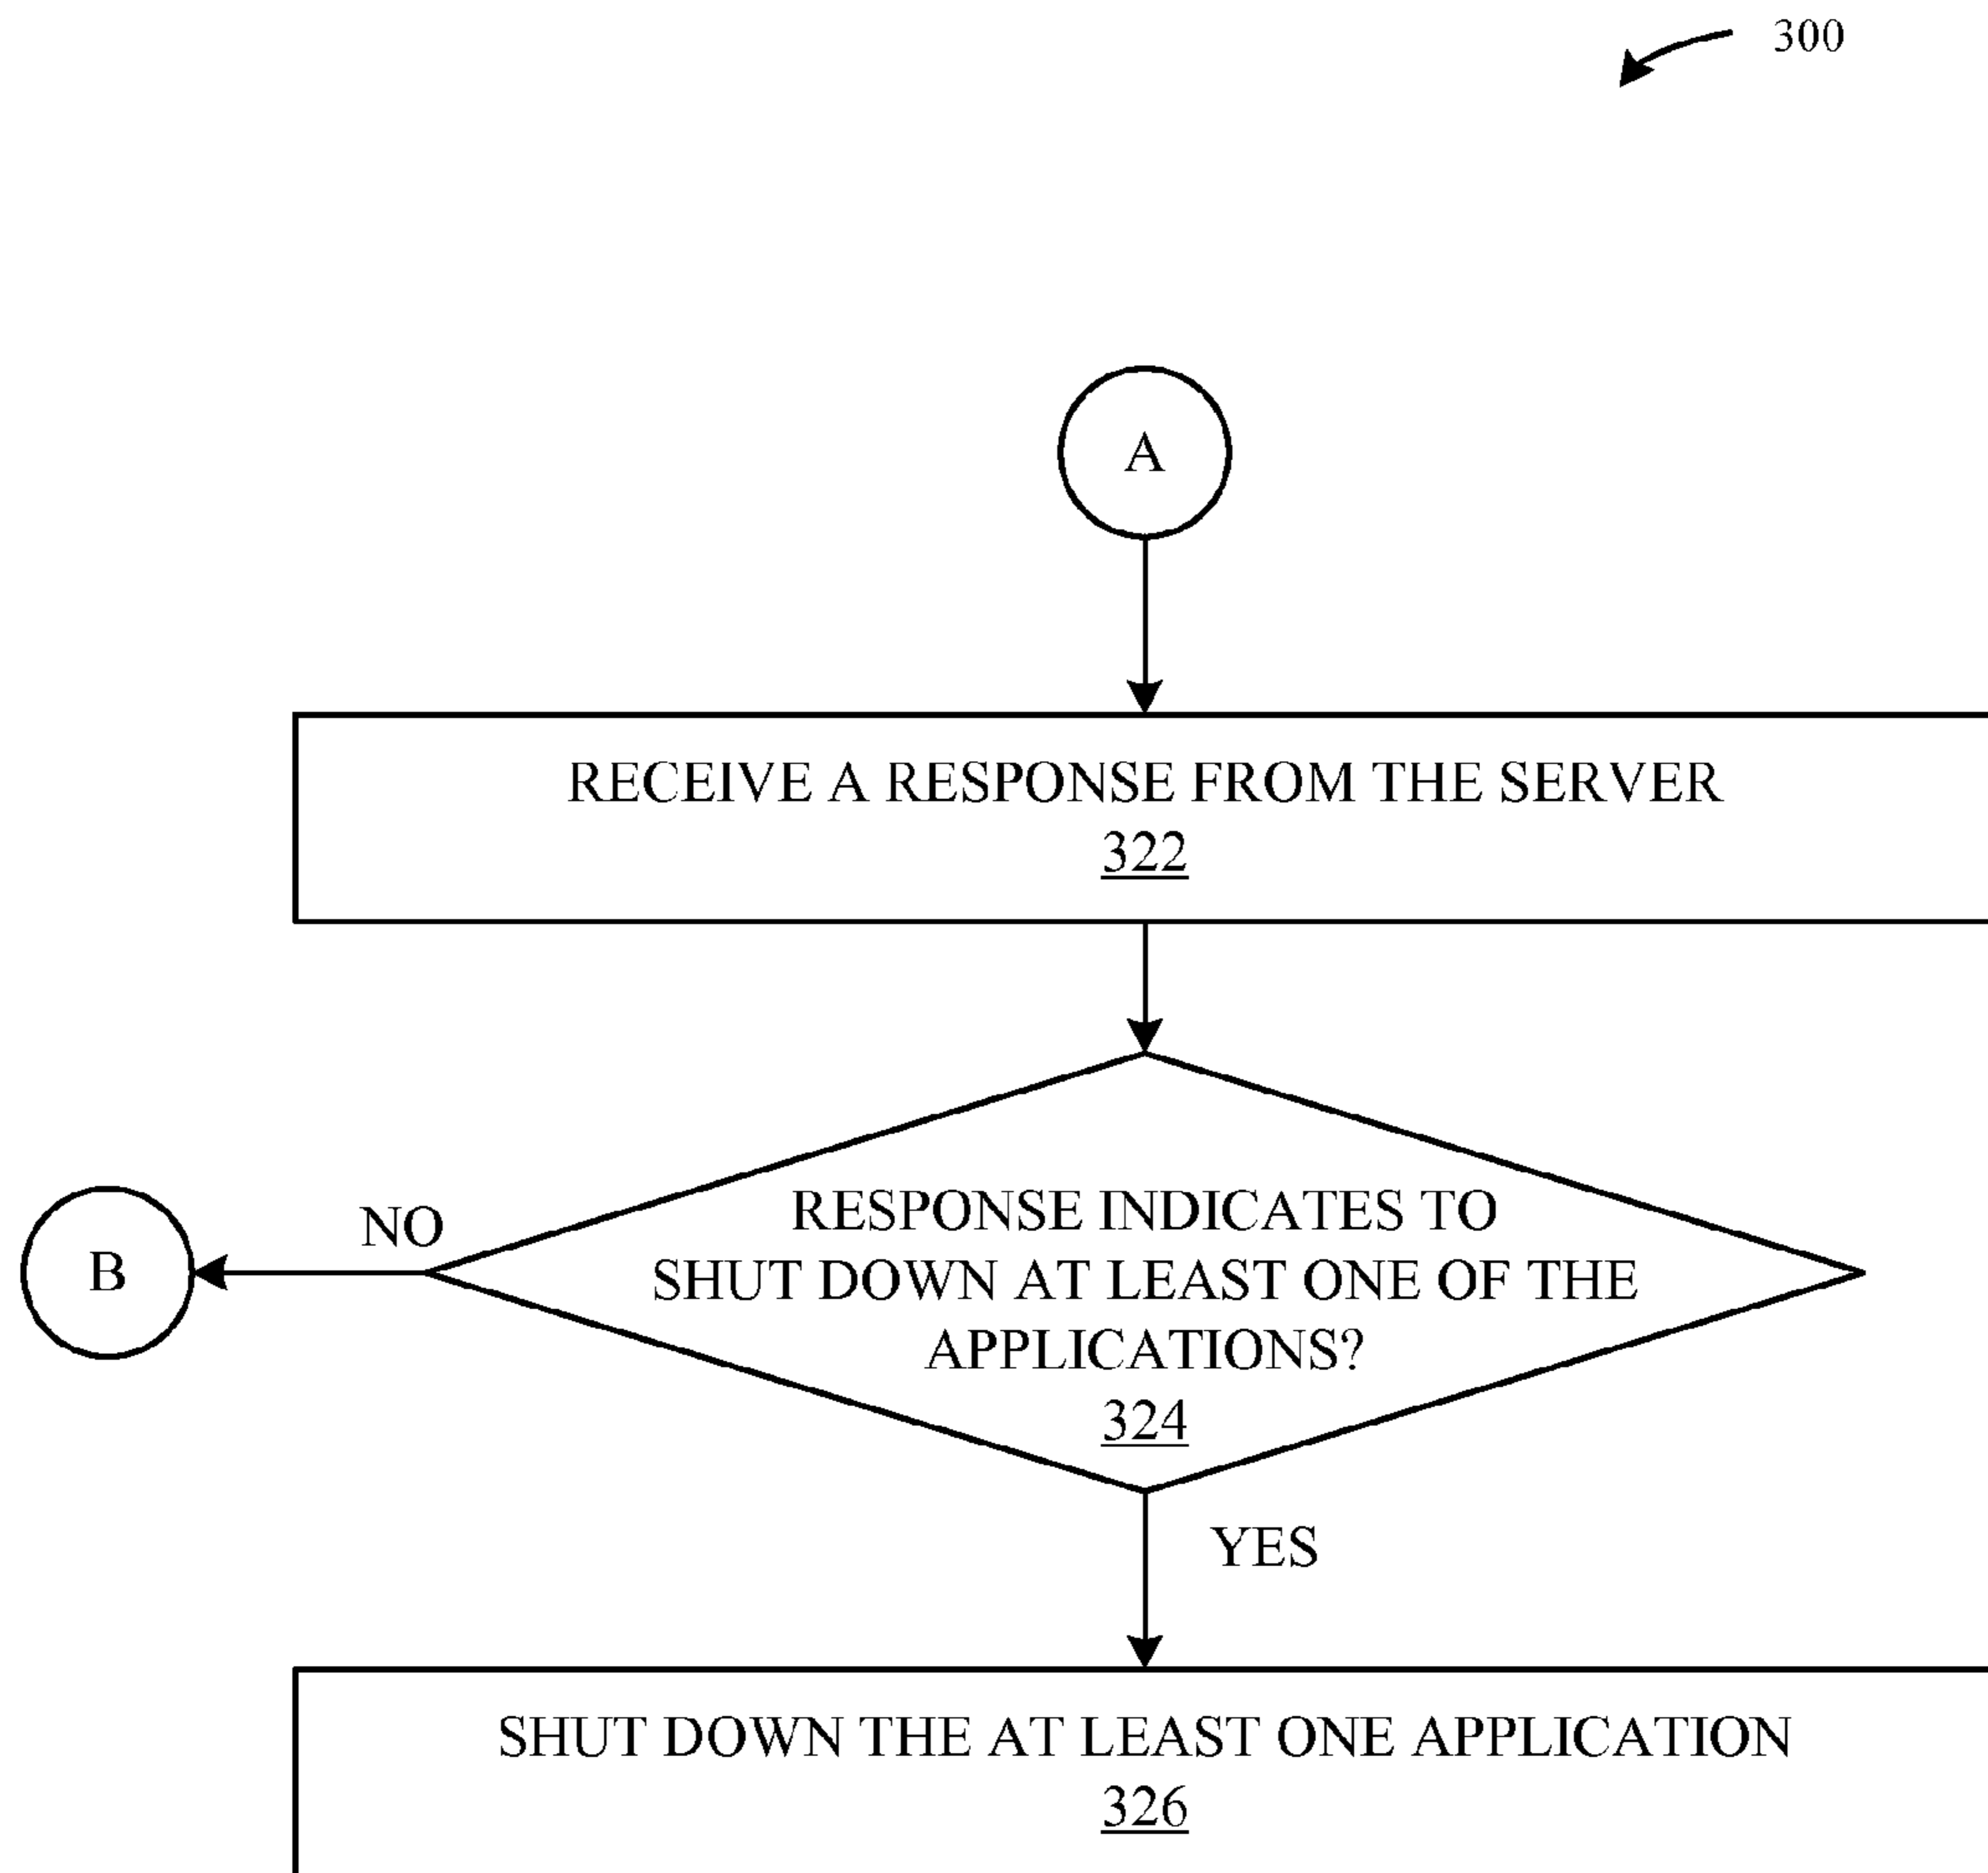 300
A
RECEIVE A RESPONSE FROM THE SERVER
322
RESPONSE INDICATES TO
SHUT DOWN AT LEAST ONE OF THE
APPLICATIONS?
324
NO
B
YES
SHUT DOWN THE AT LEAST ONE APPLICATION
326